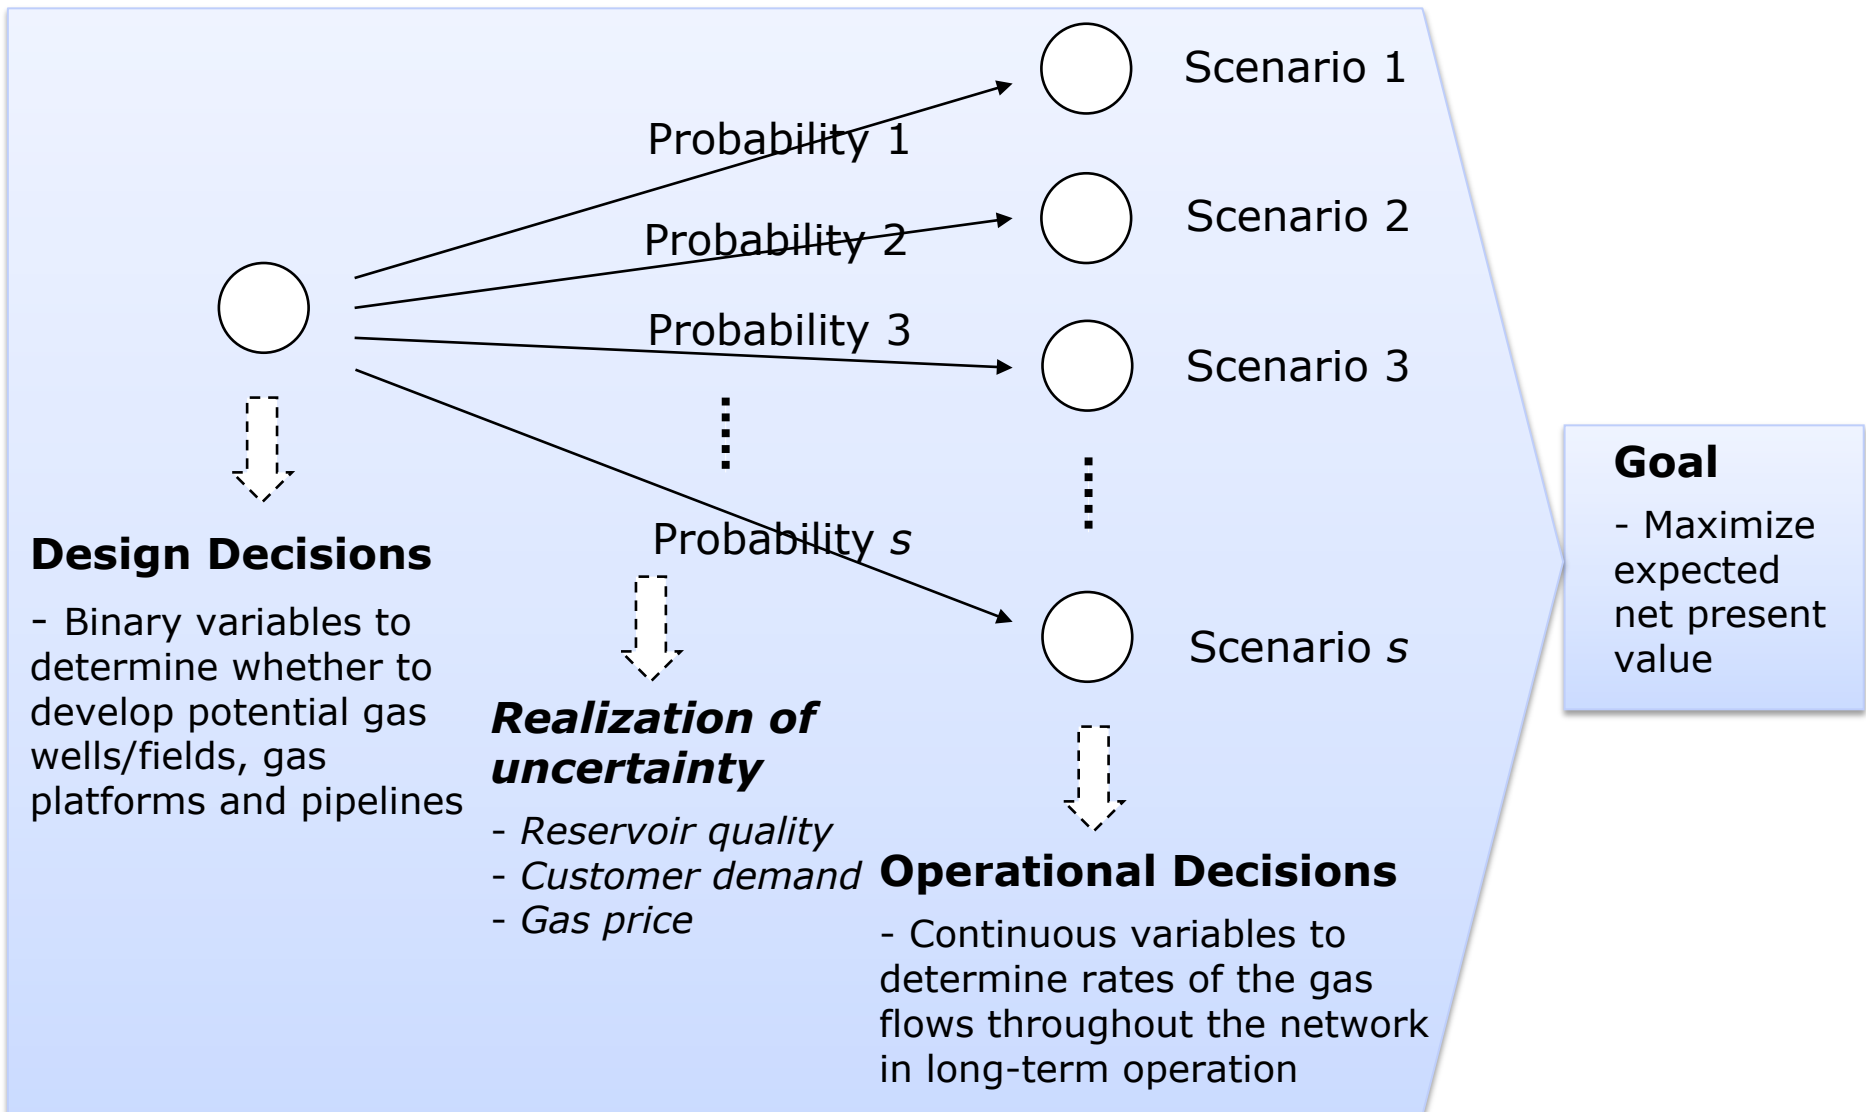 Scenario 1
Probability 1
Scenario 2
Probability 2
Probability 3
Scenario 3
Probability s
Scenario s
Design Decisions
- Binary variables to
determine whether to
develop potential gas
wells/fields, gas
platforms and pipelines
Realization of
uncertainty
- Reservoir quality
- Customer demand
- Gas price
Operational Decisions
- Continuous variables to
determine rates of the gas
flows throughout the network
in long-term operation
Goal
- Maximize
expected
net present
value